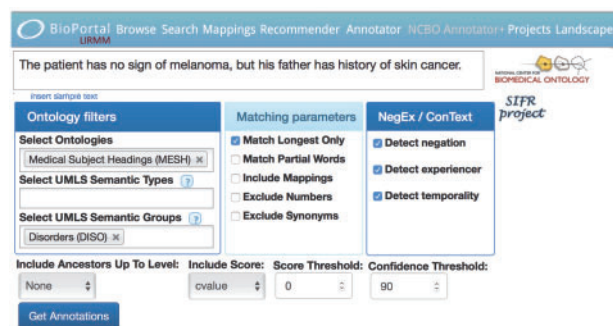 BioPortal Browse Search Mappings Recommender Annotator NCBO Annotator+ Projects Landscape
LIRMM
The patient has no sign of melanoma, but his father has history of skin cancer.
NATIONAL CENTER FOR
BIOMEDICAL ONTOLOGY
insert sample text
SIFR
project
Ontology filters
Matching parameters
NegEx / ConText
Select Ontologies
Medical Subject Headings (MESH) ×
Select UMLS Semantic Types ?
Select UMLS Semantic Groups ?
Disorders (DISO) ×
Match Longest Only
Match Partial Words
Include Mappings
Exclude Numbers
Exclude Synonyms
Detect negation
Detect experiencer
Detect temporality
Include Ancestors Up To Level: Include Score: Score Threshold: Confidence Threshold:
None cvalue 0 90
Get Annotations